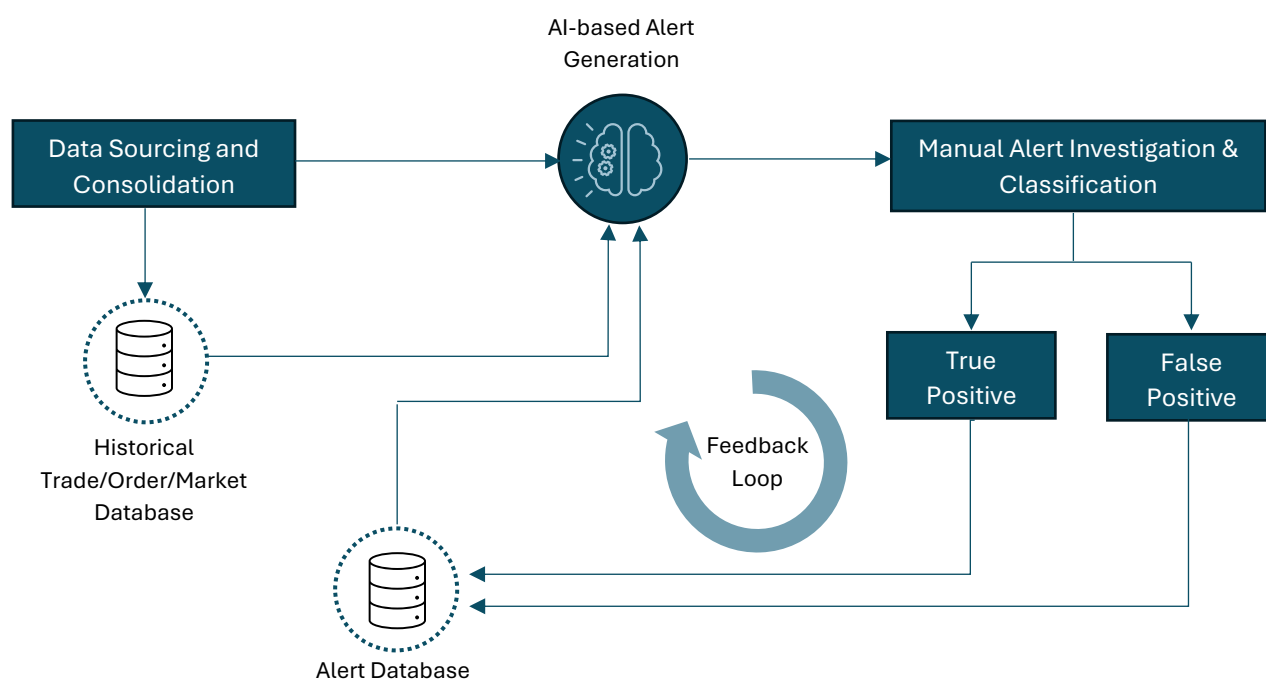 AI-based Alert
Generation
Data Sourcing and
Consolidation
Manual Alert Investigation &
Classification
True
Positive
False
Positive
Feedback
Loop
Historical
Trade/Order/Market
Database
Alert Database